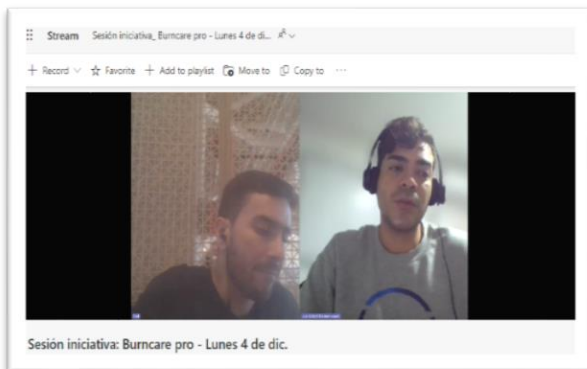 Stream Sesión iniciativa_ Burncare pro - Lunes 4 de di...
Record Favorite Add to playlist Move to Copy to ...
Sesión iniciativa: Burncare pro - Lunes 4 de dic.